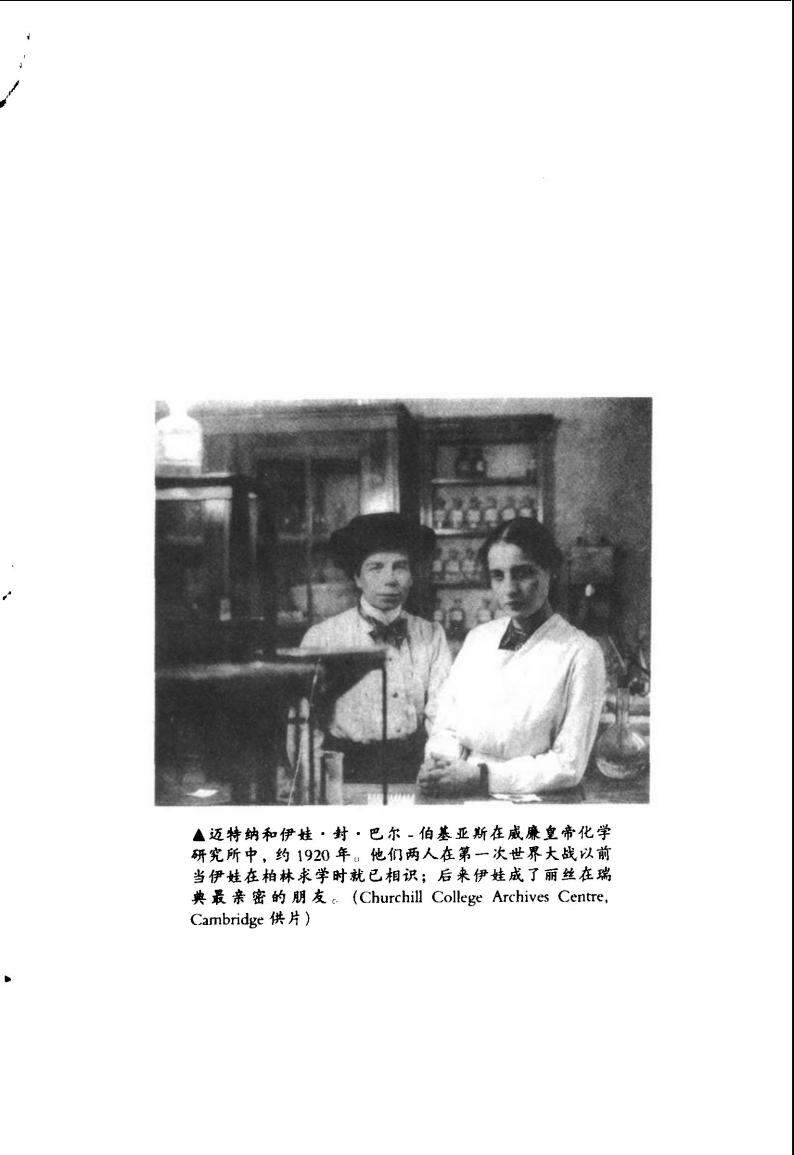 ▲迈特纳和伊娃·封·巴尔-伯基亚斯在威廉皇帝化学
研究所中，约 1920 年。他们两人在第一次世界大战以前
当伊娃在柏林求学时就已相识；后来伊娃成了丽丝在瑞
典最亲密的朋友。（Churchill College Archives Centre,
Cambridge 供片）